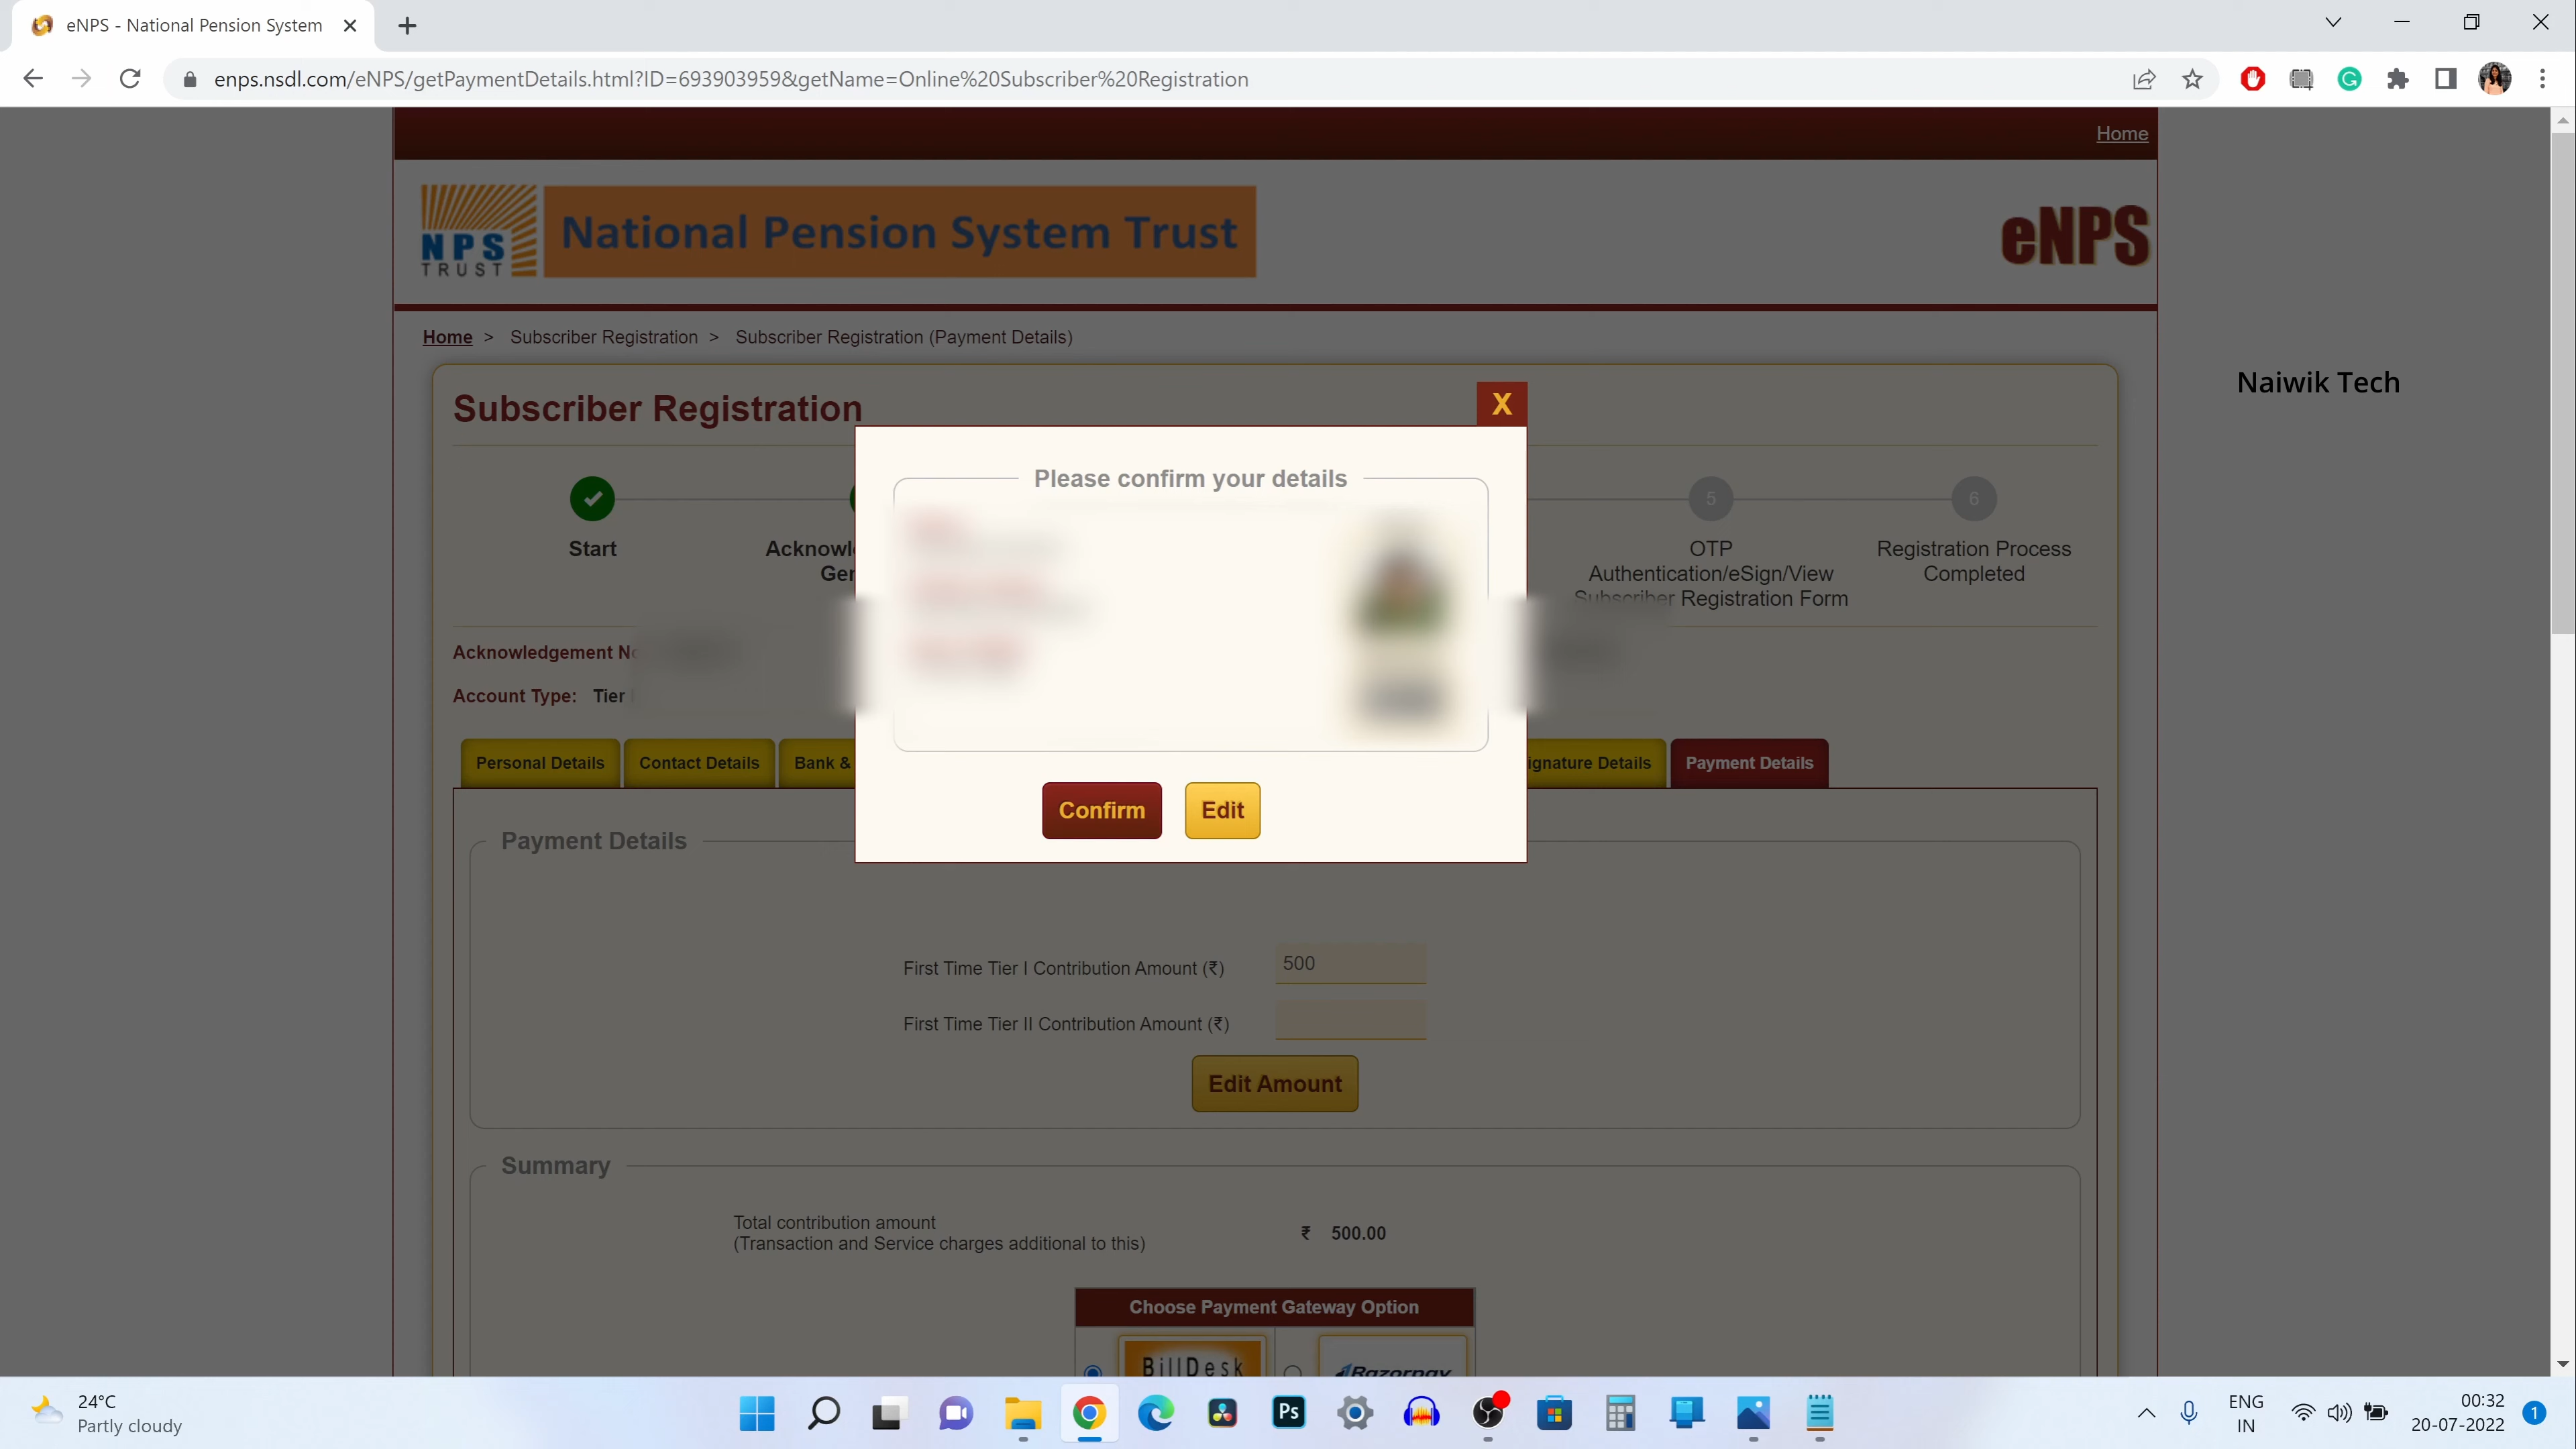 eNPS - National Pension System
enps.nsdl.com/eNPS/getPaymentDetails.html?ID=693903959&getName=Online%20Subscriber%20Registration
Home
NPS
TRUST
National Pension System Trust
eNPS
Home > Subscriber Registration > Subscriber Registration (Payment Details)
Naiwik Tech
Subscriber Registration
X
Please confirm your details
5
6
Start
Acknowl
Ger
OTP
Authentication/eSign/View
Subscriber Registration Form
Registration Process
Completed
Acknowledgement No
Account Type: Tier
Personal Details
Contact Details
Bank &
ignature Details
Payment Details
Confirm
Edit
Payment Details
First Time Tier I Contribution Amount (₹) 500
First Time Tier II Contribution Amount (₹)
Edit Amount
Summary
Total contribution amount
(Transaction and Service charges additional to this)
₹ 500.00
Choose Payment Gateway Option
BillDesk
Razorpay
24°C
Partly cloudy
Ps
ENG
IN
00:32
20-07-2022
1